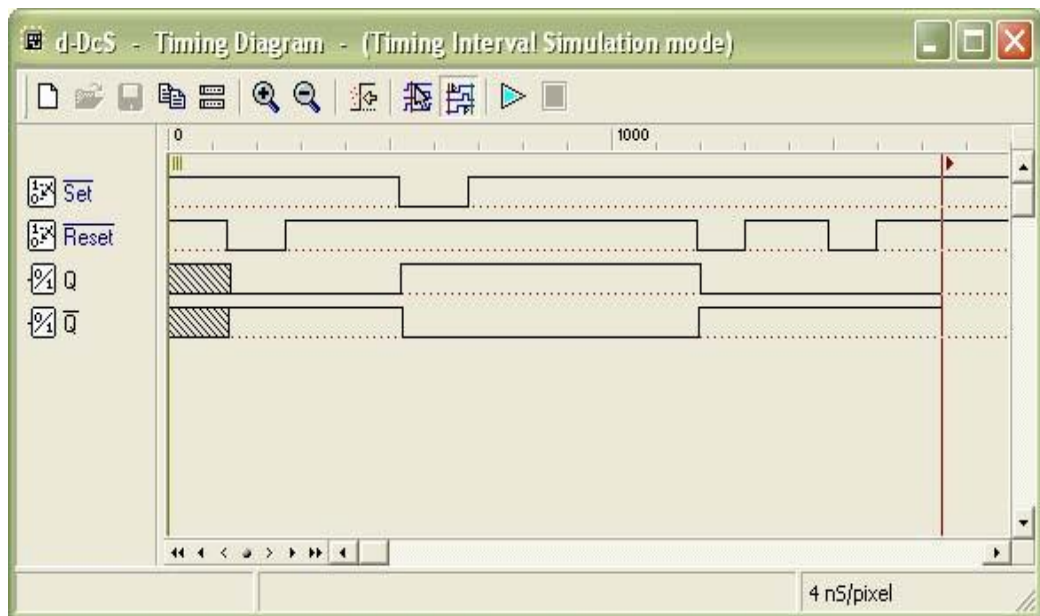 d-DcS - Timing Diagram - (Timing Interval Simulation mode)
0 1000
Set
Reset
Q
Q̅
4 nS/pixel